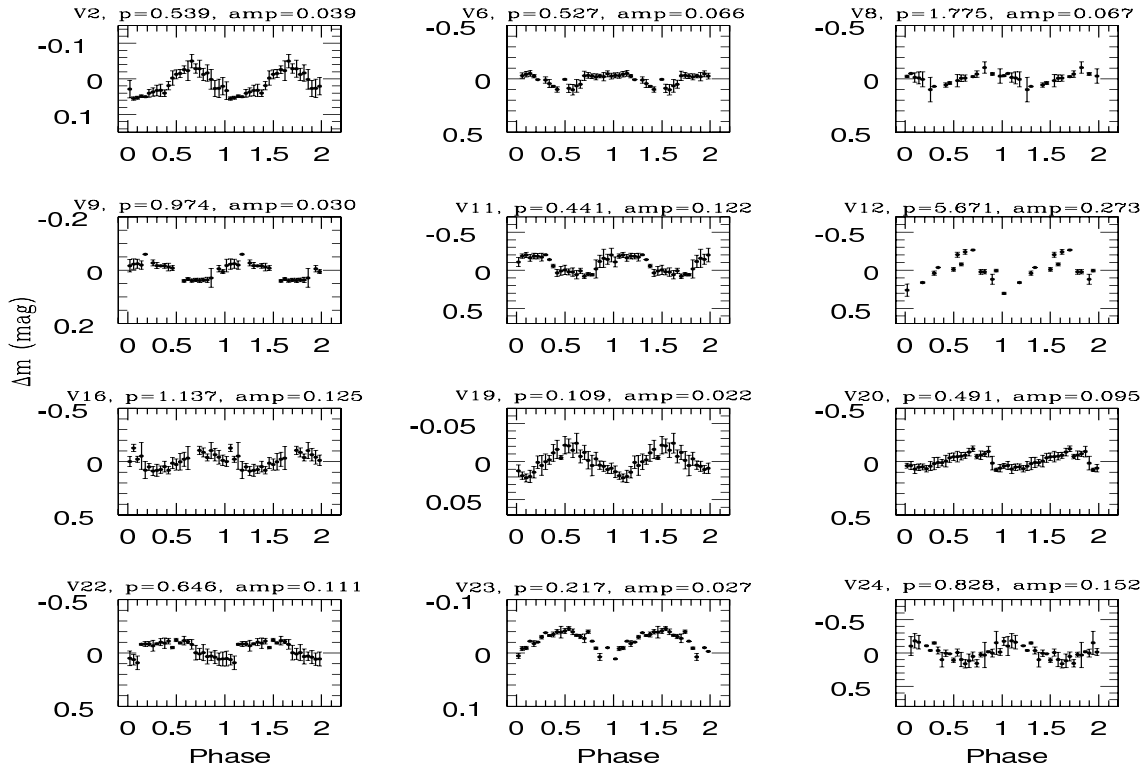 V2, p=0.539, amp=0.039
V6, p=0.527, amp=0.066
V8, p=1.775, amp=0.067
-0.1
0
0.1
0 0.5 1 1.5 2
-0.5
0
0.5
0 0.5 1 1.5 2
-0.5
0
0.5
0 0.5 1 1.5 2
V9, p=0.974, amp=0.030
V11, p=0.441, amp=0.122
V12, p=5.671, amp=0.273
-0.2
0
0.2
0 0.5 1 1.5 2
-0.5
0
0.5
0 0.5 1 1.5 2
-0.5
0
0.5
0 0.5 1 1.5 2
Δm (mag)
V16, p=1.137, amp=0.125
V19, p=0.109, amp=0.022
V20, p=0.491, amp=0.095
-0.5
0
0.5
0 0.5 1 1.5 2
-0.05
0
0.05
0 0.5 1 1.5 2
-0.5
0
0.5
0 0.5 1 1.5 2
V22, p=0.646, amp=0.111
V23, p=0.217, amp=0.027
V24, p=0.828, amp=0.152
-0.5
0
0.5
0 0.5 1 1.5 2
-0.1
0
0.1
0 0.5 1 1.5 2
-0.5
0
0.5
0 0.5 1 1.5 2
Phase
Phase
Phase